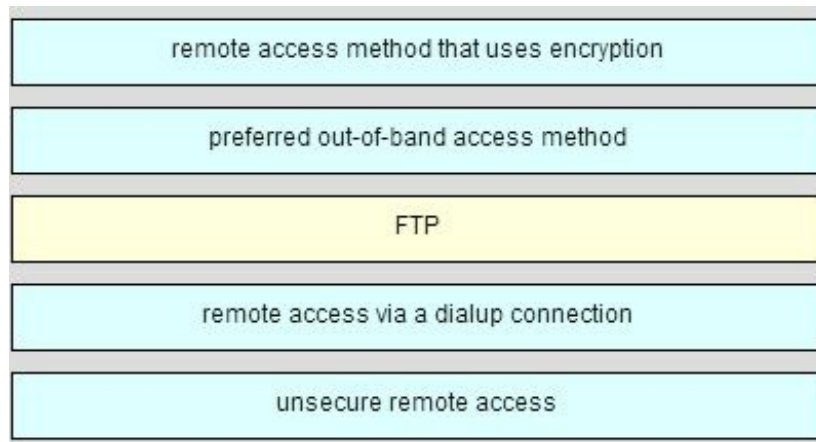 remote access method that uses encryption
preferred out-of-band access method
FTP
remote access via a dialup connection
unsecure remote access